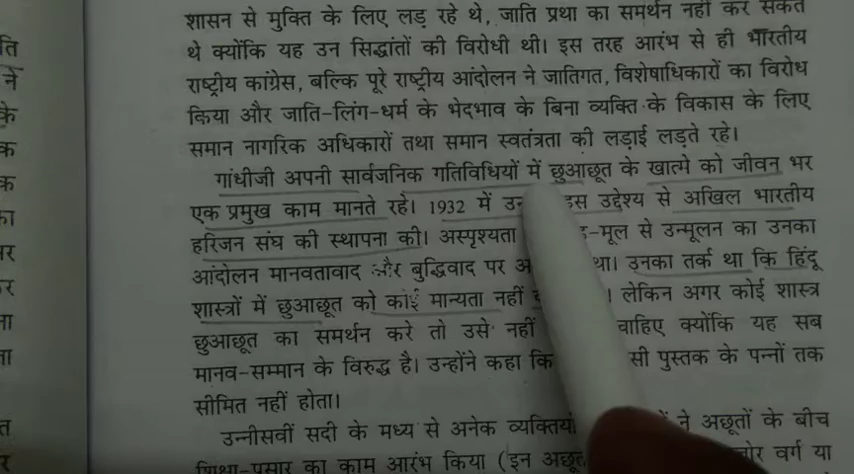 शासन से मुक्ति के लिए लड़ रहे थे, जाति प्रथा का समर्थन नहीं कर सकते
थे क्योंकि यह उन सिद्धांतों की विरोधी थी। इस तरह आरंभ से ही भारतीय
राष्ट्रीय कांग्रेस, बल्कि पूरे राष्ट्रीय आंदोलन ने जातिगत, विशेषाधिकारों का विरोध
किया और जाति-लिंग-धर्म के भेदभाव के बिना व्यक्ति के विकास के लिए
समान नागरिक अधिकारों तथा समान स्वतंत्रता की लड़ाई लड़ते रहे।
गांधीजी अपनी सार्वजनिक गतिविधियों में छुआछूत के खात्मे को जीवन भर
एक प्रमुख काम मानते रहे। 1932 में इस उद्देश्य से अखिल भारतीय
हरिजन संघ की स्थापना की। अस्पृश्यता मूल से उन्मूलन का उनका
आंदोलन मानवतावाद और बुद्धिवाद पर था। उनका तर्क था कि हिंदू
शास्त्रों में छुआछूत को कोई मान्यता नहीं । लेकिन अगर कोई शास्त्र
छुआछूत का समर्थन करे तो उसे नहीं चाहिए क्योंकि यह सब
मानव-सम्मान के विरुद्ध है। उन्होंने कहा कि सी पुस्तक के पन्नों तक
सीमित नहीं होता।
उन्नीसवीं सदी के मध्य से अनेक ने अछूतों के बीच
शिक्षा-प्रसार का काम आरंभ किया (इन वर्ग या